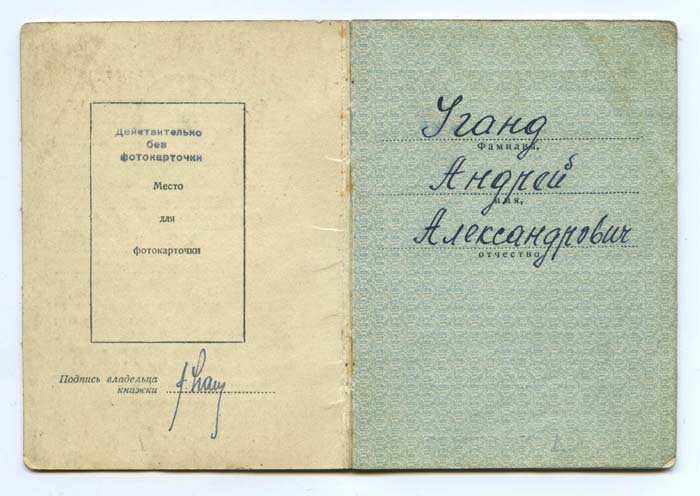 Действительно
без
фотокарточки
Место
для
фотокарточки
Подпись владельца
книжки
Уганд
Фамилия,
Андрей
имя,
Александрович
отчество